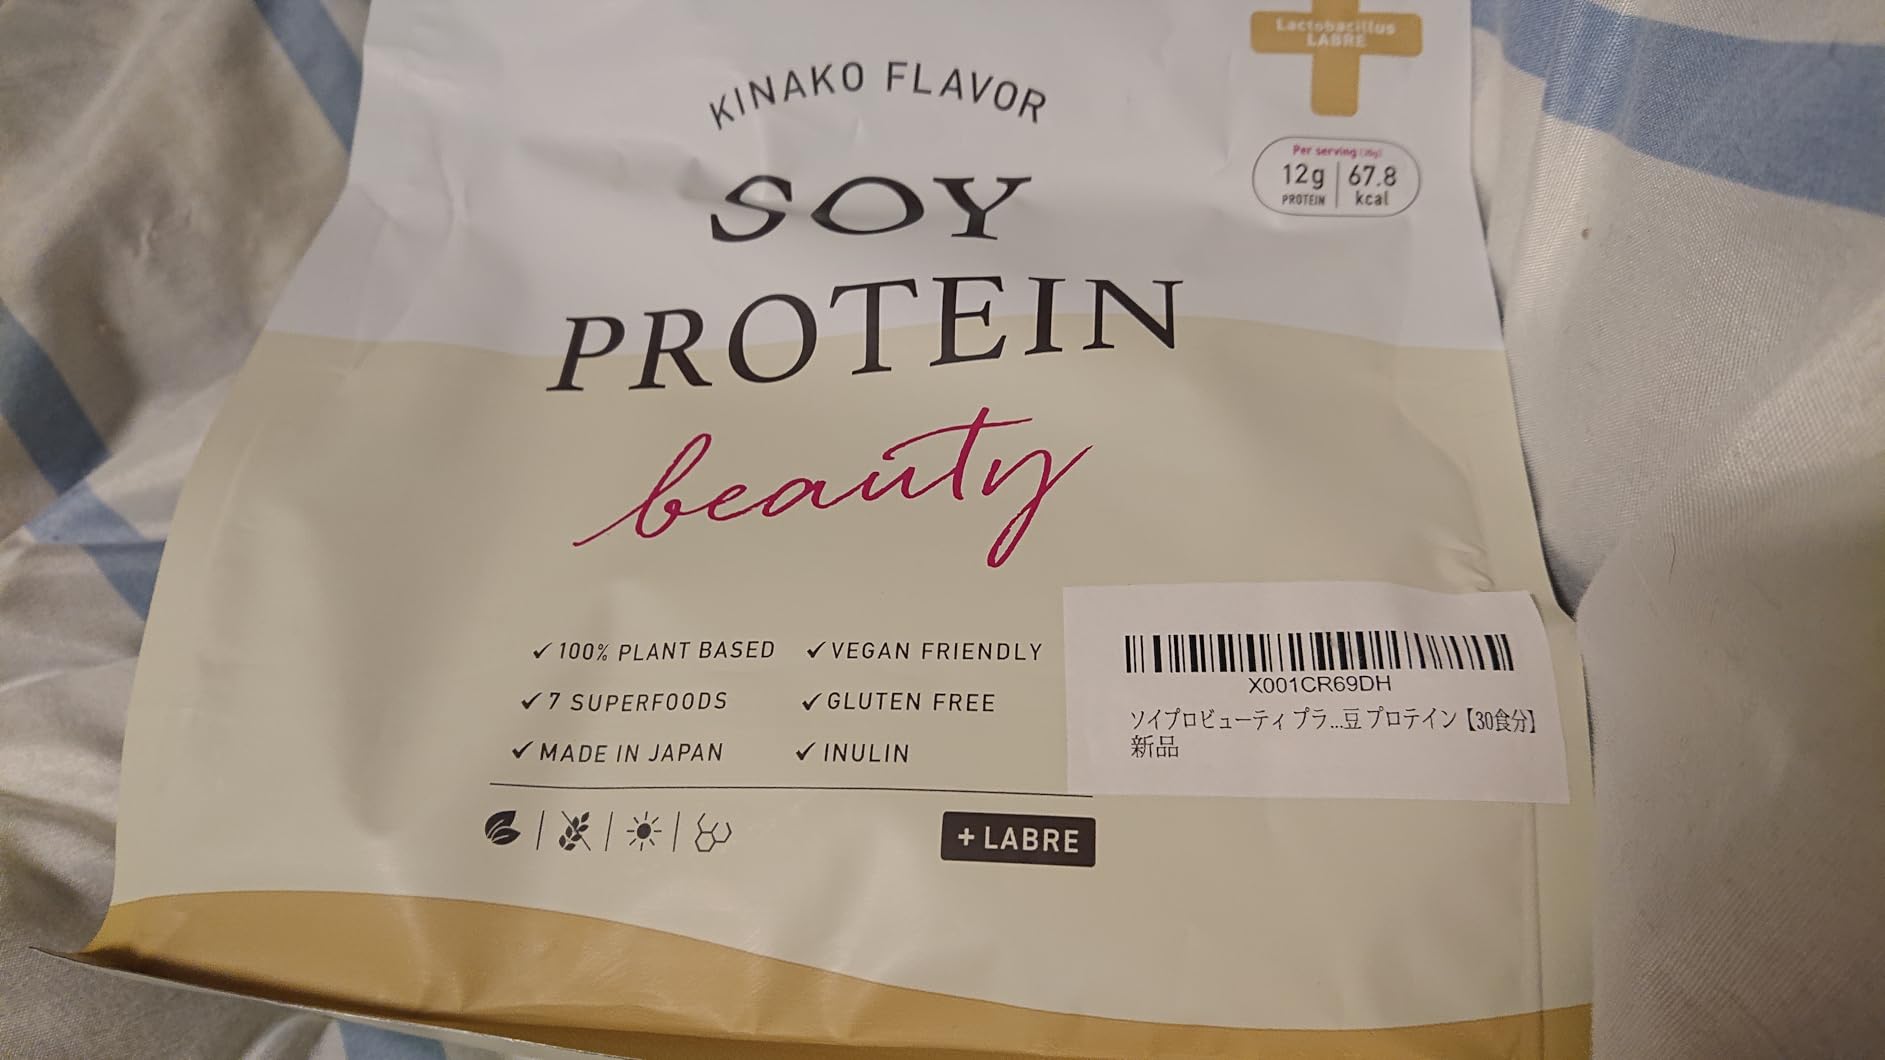 Lactobacillus
LABRE
KINAKO FLAVOR
Per serving
12g
PROTEIN
67.8
kcal
SOY
PROTEIN
beauty
100% PLANT BASED
VEGAN FRIENDLY
7 SUPERFOODS
GLUTEN FREE
MADE IN JAPAN
INULIN
+ LABRE
X001CR69DH
ソイプロビューティ プラ...豆 プロテイン【30食分】
新品